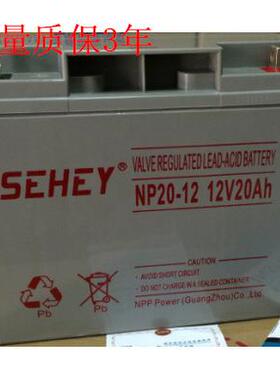 量质保3年
SEHEY®
VALVE REGULATED LEAD-ACID BATTERY
NP20-12 12V20Ah
CAUTION:
• AVOID SHORT CIRCUIT
• DO NOT CHARGE IN A SEALED CONTAINER
NPP Power (GuangZhou) Co.,Ltd.
Pb
Pb